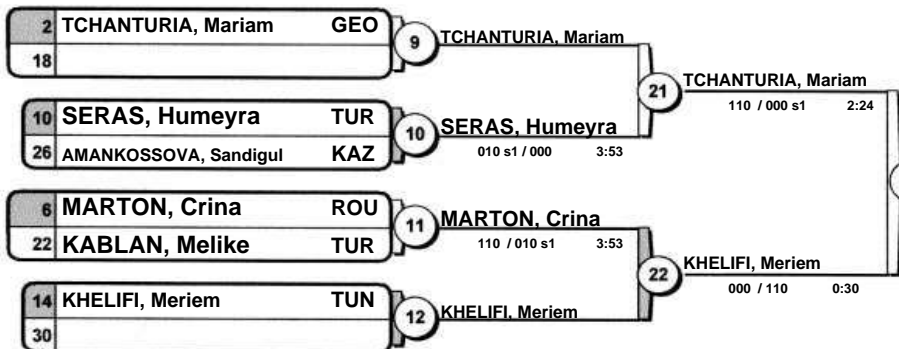 2 TCHANTURIA, Mariam GEO
18
9
TCHANTURIA, Mariam
10 SERAS, Humeyra TUR
26 AMANKOSSOVA, Sandigul KAZ
10
SERAS, Humeyra
010 s1 / 000 3:53
21
TCHANTURIA, Mariam
110 / 000 s1 2:24
6 MARTON, Crina ROU
22 KABLAN, Melike TUR
11
MARTON, Crina
110 / 010 s1 3:53
14 KHELIFI, Meriem TUN
30
12
KHELIFI, Meriem
22
KHELIFI, Meriem
000 / 110 0:30